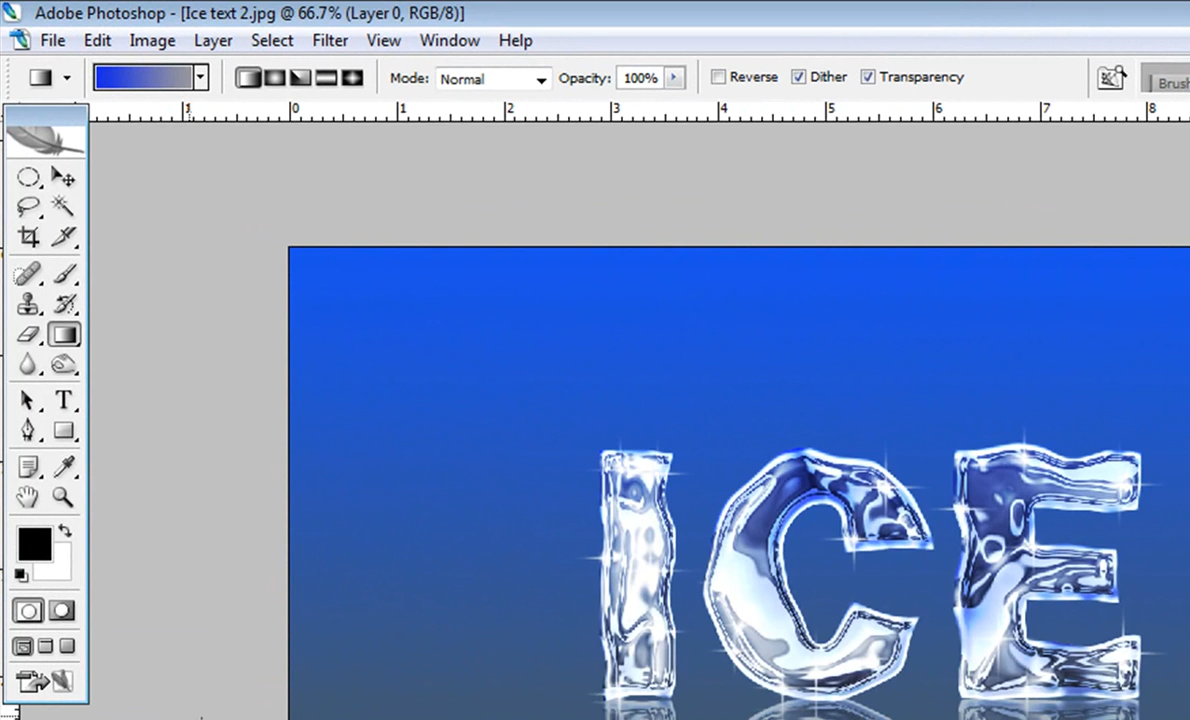 Adobe Photoshop - [Ice text 2.jpg @ 66.7% (Layer 0, RGB/8)]
File Edit Image Layer Select Filter View Window Help
Mode: Normal Opacity: 100% Reverse Dither Transparency Brush
1 0 1 2 3 4 5 6 7 8
T
ICE